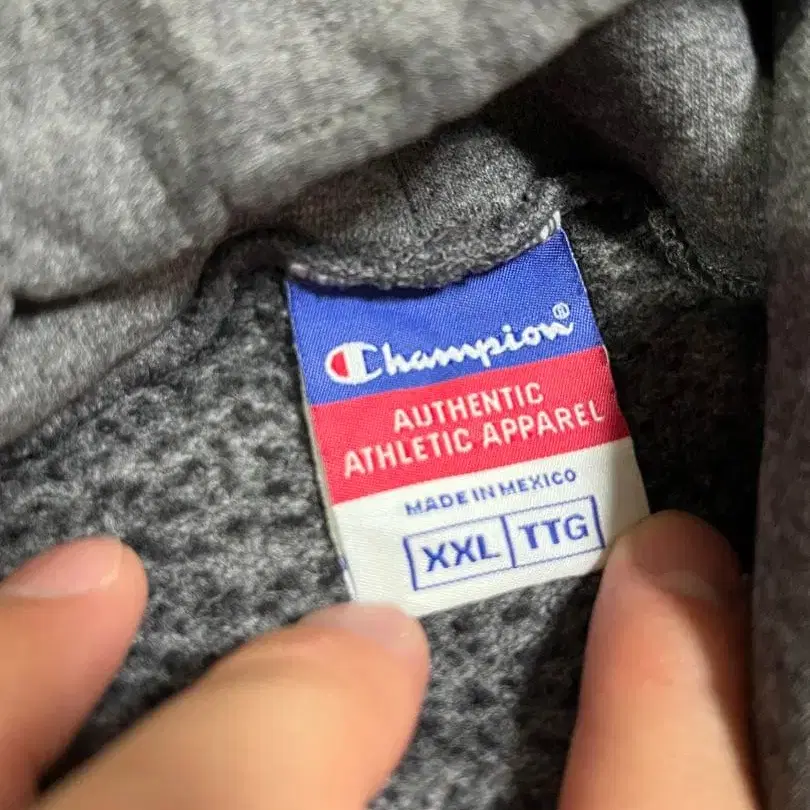 Champion®
AUTHENTIC
ATHLETIC APPAREL
MADE IN MEXICO
XXL TTG